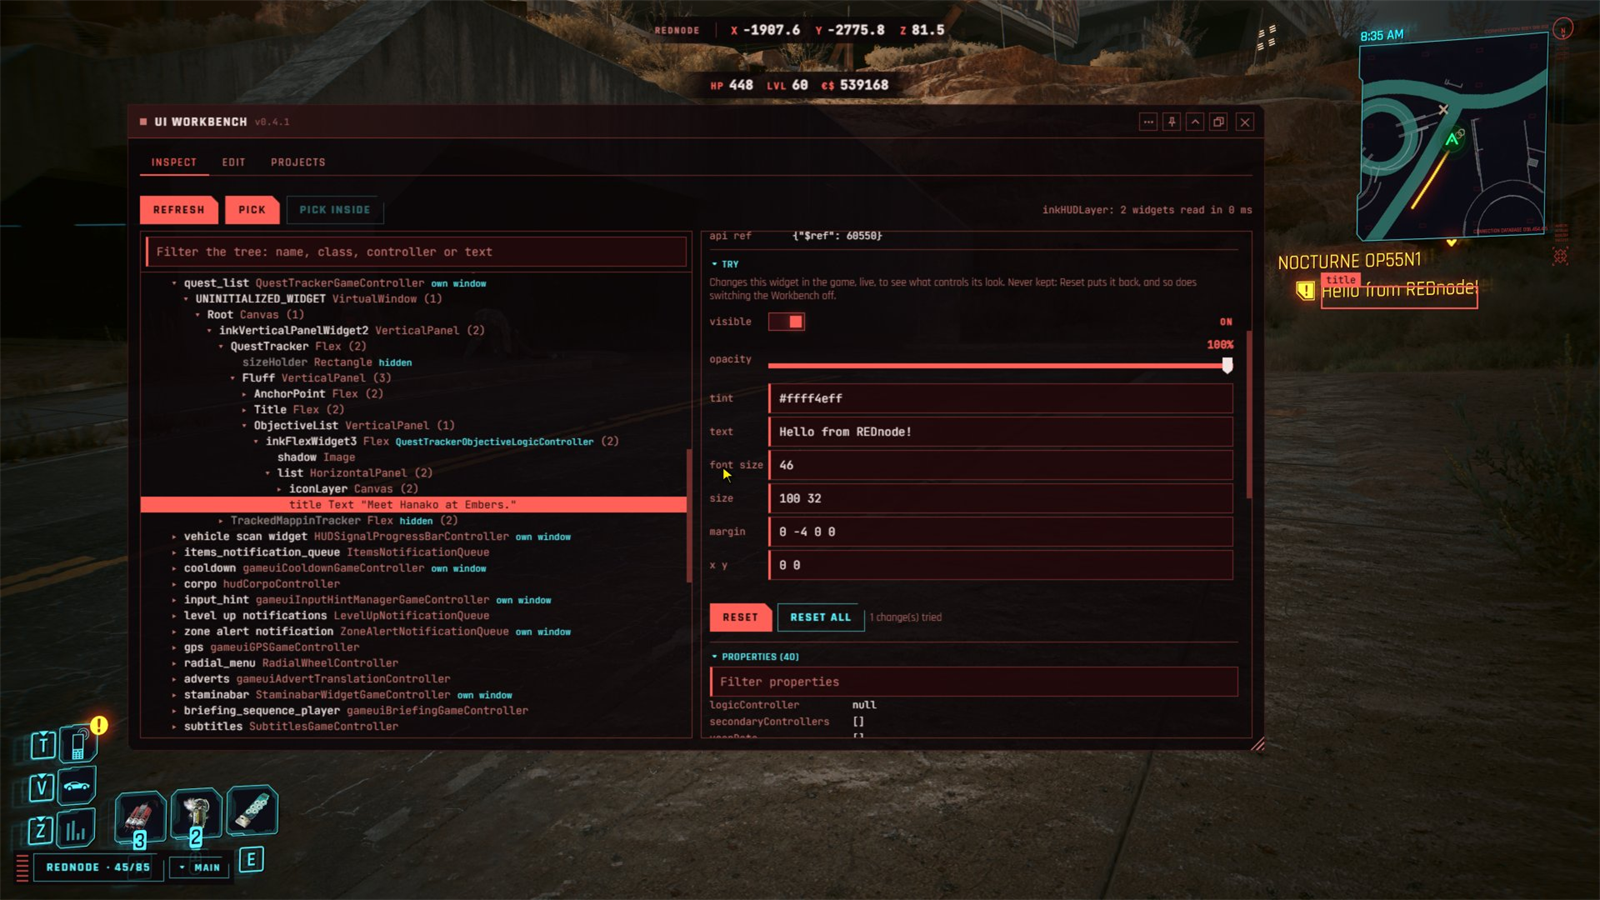 REDNODE X -1907.6 Y -2775.8 Z 81.5
HP 448 LVL 60 €$ 539168
8:35 AM
NOCTURNE OP55N1
title
Hello from REDnode!
UI WORKBENCH v0.4.1
INSPECT EDIT PROJECTS
REFRESH PICK PICK INSIDE
inkHUDLayer: 2 widgets read in 0 ms
Filter the tree: name, class, controller or text
quest_list QuestTrackerGameController own window
UNINITIALIZED_WIDGET VirtualWindow (1)
Root Canvas (1)
inkVerticalPanelWidget2 VerticalPanel (2)
QuestTracker Flex (2)
sizeHolder Rectangle hidden
Fluff VerticalPanel (3)
AnchorPoint Flex (2)
Title Flex (2)
ObjectiveList VerticalPanel (1)
inkFlexWidget3 Flex QuestTrackerObjectiveLogicController (2)
shadow Image
list HorizontalPanel (2)
iconLayer Canvas (2)
title Text "Meet Hanako at Embers."
TrackedMappinTracker Flex hidden (2)
vehicle scan widget HUDSignalProgressBarController own window
items_notification_queue ItemsNotificationQueue
cooldown gameuiCooldownGameController own window
corpo hudCorpoController
input_hint gameuiInputHintManagerGameController own window
level up notifications LevelUpNotificationQueue
zone alert notification ZoneAlertNotificationQueue own window
gps gameuiGPSGameController
radial_menu RadialWheelController
adverts gameuiAdvertTranslationController
staminabar StaminabarWidgetGameController own window
briefing_sequence_player gameuiBriefingGameController
subtitles SubtitlesGameController
api ref {"$ref": 60550}
TRY
Changes this widget in the game, live, to see what controls its look. Never kept: Reset puts it back, and so does
switching the Workbench off.
visible ON
100%
opacity
tint #ffff4eff
text Hello from REDnode!
font size 46
size 100 32
margin 0 -4 0 0
x y 0 0
RESET RESET ALL 1 change(s) tried
PROPERTIES (40)
Filter properties
logicController null
secondaryControllers []
T
V
Z
3
2
E
REDNODE · 45/85
MAIN